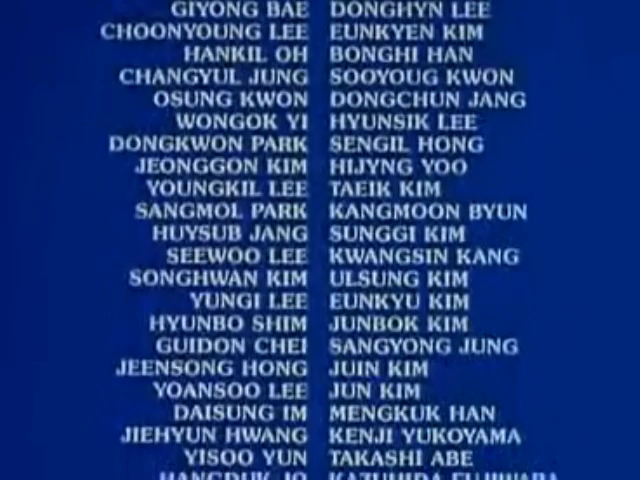 GIYONG BAE DONGHYN LEE
CHOONYOUNG LEE EUNKYEN KIM
HANKIL OH BONGHI HAN
CHANGYUL JUNG SOOYOUG KWON
OSUNG KWON DONGCHUN JANG
WONGOK YI HYUNSIK LEE
DONGKWON PARK SENGIL HONG
JEONGGON KIM HIJYNG YOO
YOUNGKIL LEE TAEIK KIM
SANGMOL PARK KANGMOON BYUN
HUYSUB JANG SUNGGI KIM
SEEWOO LEE KWANGSIN KANG
SONGHWAN KIM ULSUNG KIM
YUNGI LEE EUNKYU KIM
HYUNBO SHIM JUNBOK KIM
GUIDON CHEI SANGYONG JUNG
JEENSONG HONG JUIN KIM
YOANSOO LEE JUN KIM
DAISUNG IM MENGKUK HAN
JIEHYUN HWANG KENJI YUKOYAMA
YISOO YUN TAKASHI ABE